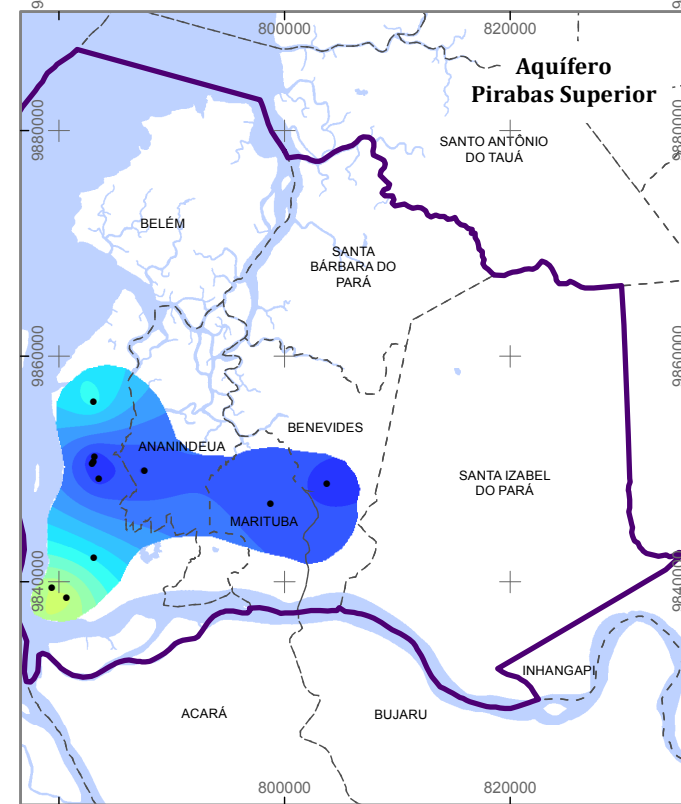 800000
820000
Aquífero
Pirabas Superior
9880000
9880000
SANTO ANTÔNIO
DO TAUÁ
BELÉM
SANTA
BÁRBARA DO
PARÁ
9860000
9860000
BENEVIDES
ANANINDEUA
SANTA IZABEL
DO PARÁ
MARITUBA
9840000
9840000
INHANGAPI
ACARÁ
BUJARU
800000
820000